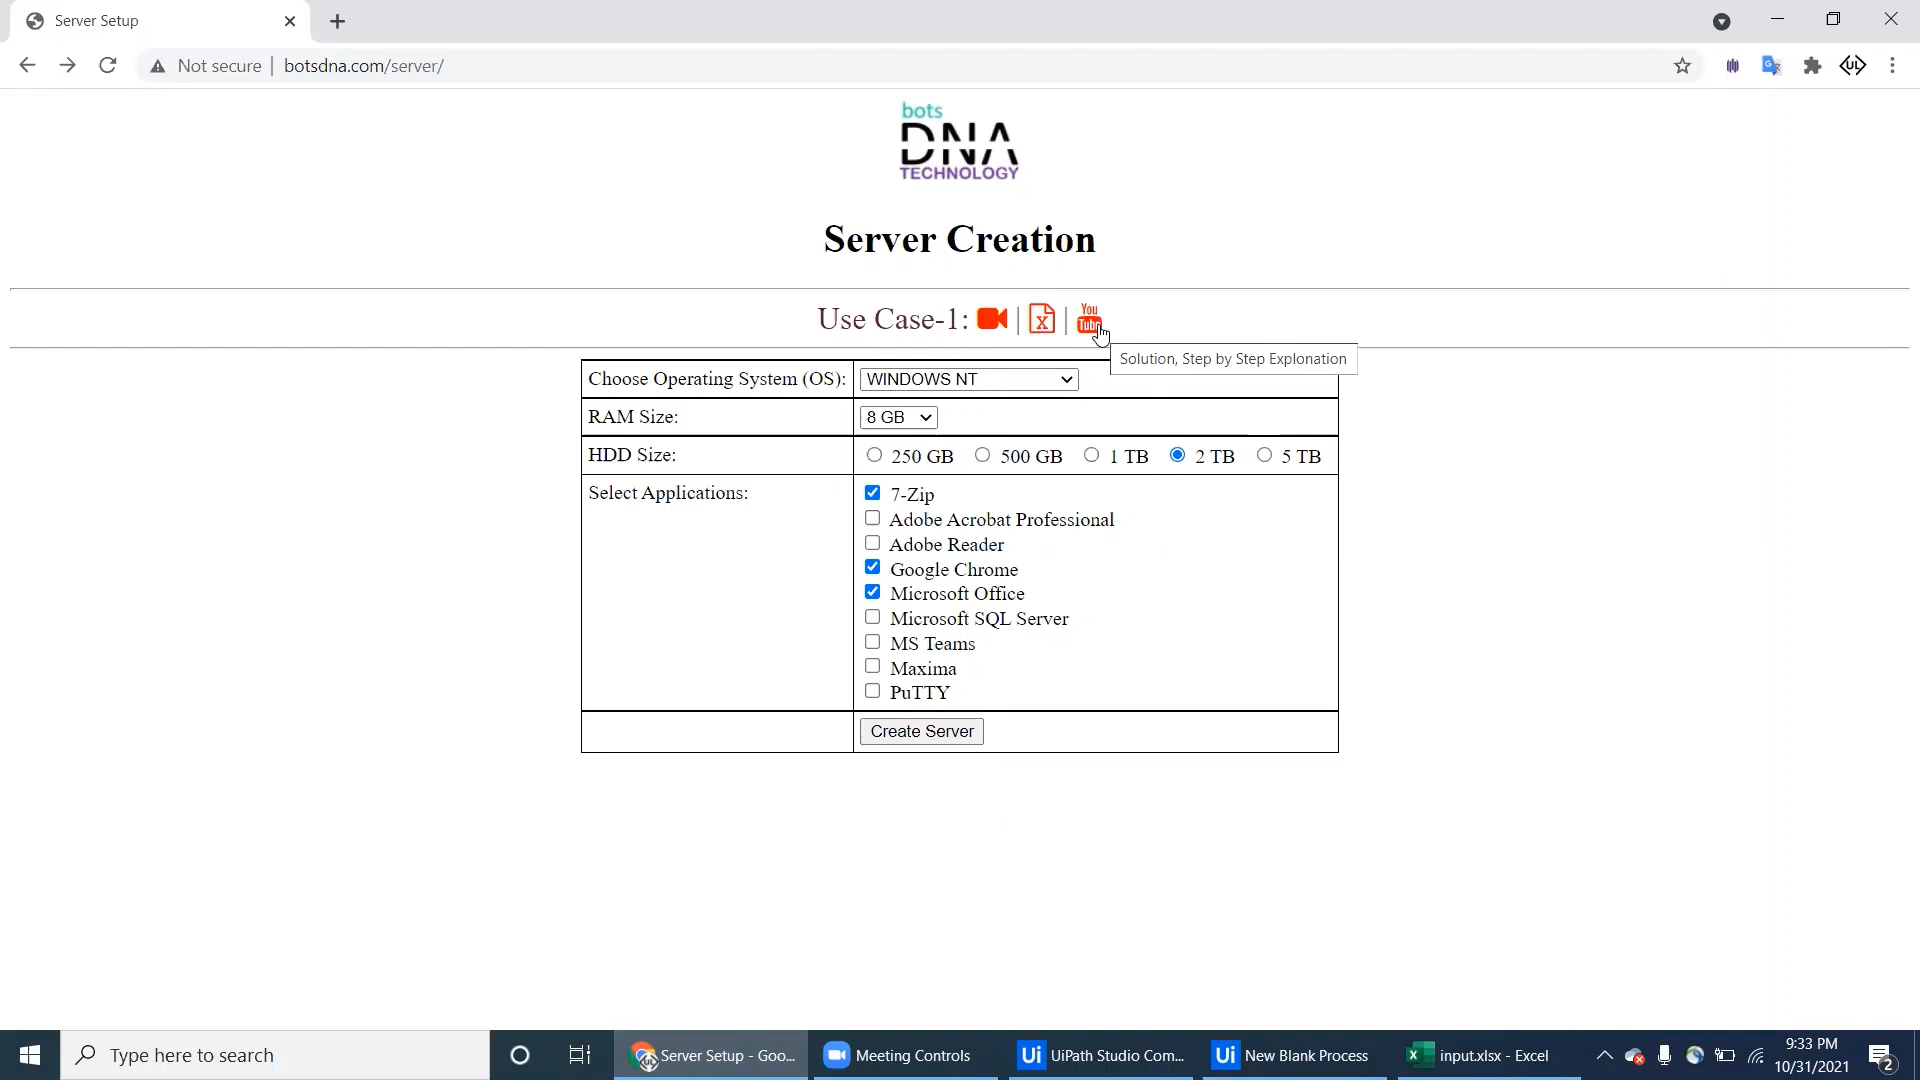 Server Setup
Not secure | botsdna.com/server/
bots
DNA
TECHNOLOGY
Server Creation
Use Case-1: | X | You Tube
Solution, Step by Step Explonation
Choose Operating System (OS): WINDOWS NT
RAM Size: 8 GB
HDD Size: 250 GB 500 GB 1 TB 2 TB 5 TB
Select Applications: 7-Zip
Adobe Acrobat Professional
Adobe Reader
Google Chrome
Microsoft Office
Microsoft SQL Server
MS Teams
Maxima
PuTTY
Create Server
Type here to search
Server Setup - Goo...
Meeting Controls
Ui UiPath Studio Com...
Ui New Blank Process
X input.xlsx - Excel
9:33 PM
10/31/2021
2